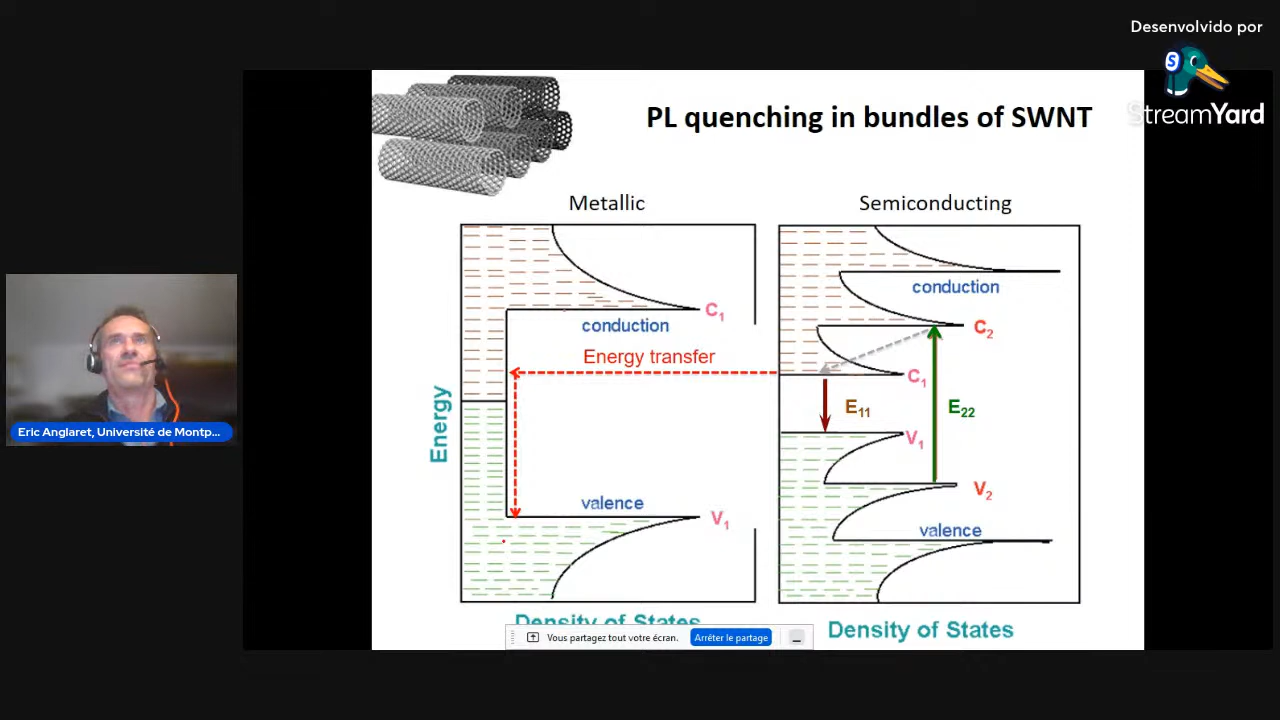 Desenvolvido por
StreamYard
PL quenching in bundles of SWNT
Metallic
Semiconducting
C1
conduction
Energy transfer
valence
V1
Energy
conduction
C2
C1
E11
E22
V1
V2
valence
Density of States
Density of States
Eric Anglaret, Université de Montp...
Vous partagez tout votre écran.
Arrêter le partage